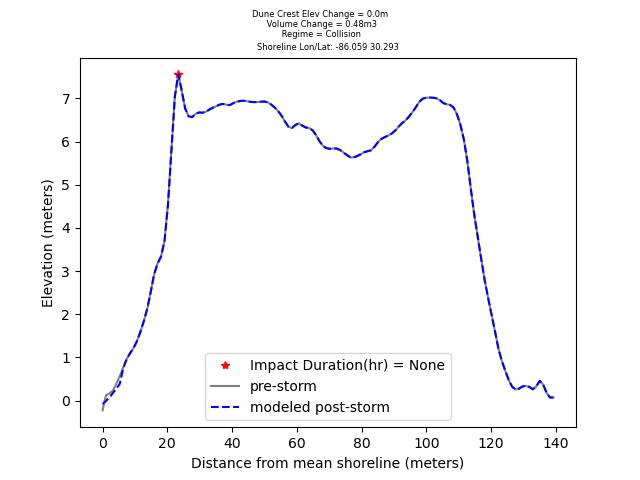 Dune Crest Elev Change = 0.0m
Volume Change = 0.48m3
Regime = Collision
Shoreline Lon/Lat: -86.059 30.293
7
6
5
4
3
2
1
0
Elevation (meters)
Impact Duration(hr) = None
pre-storm
modeled post-storm
0 20 40 60 80 100 120 140
Distance from mean shoreline (meters)